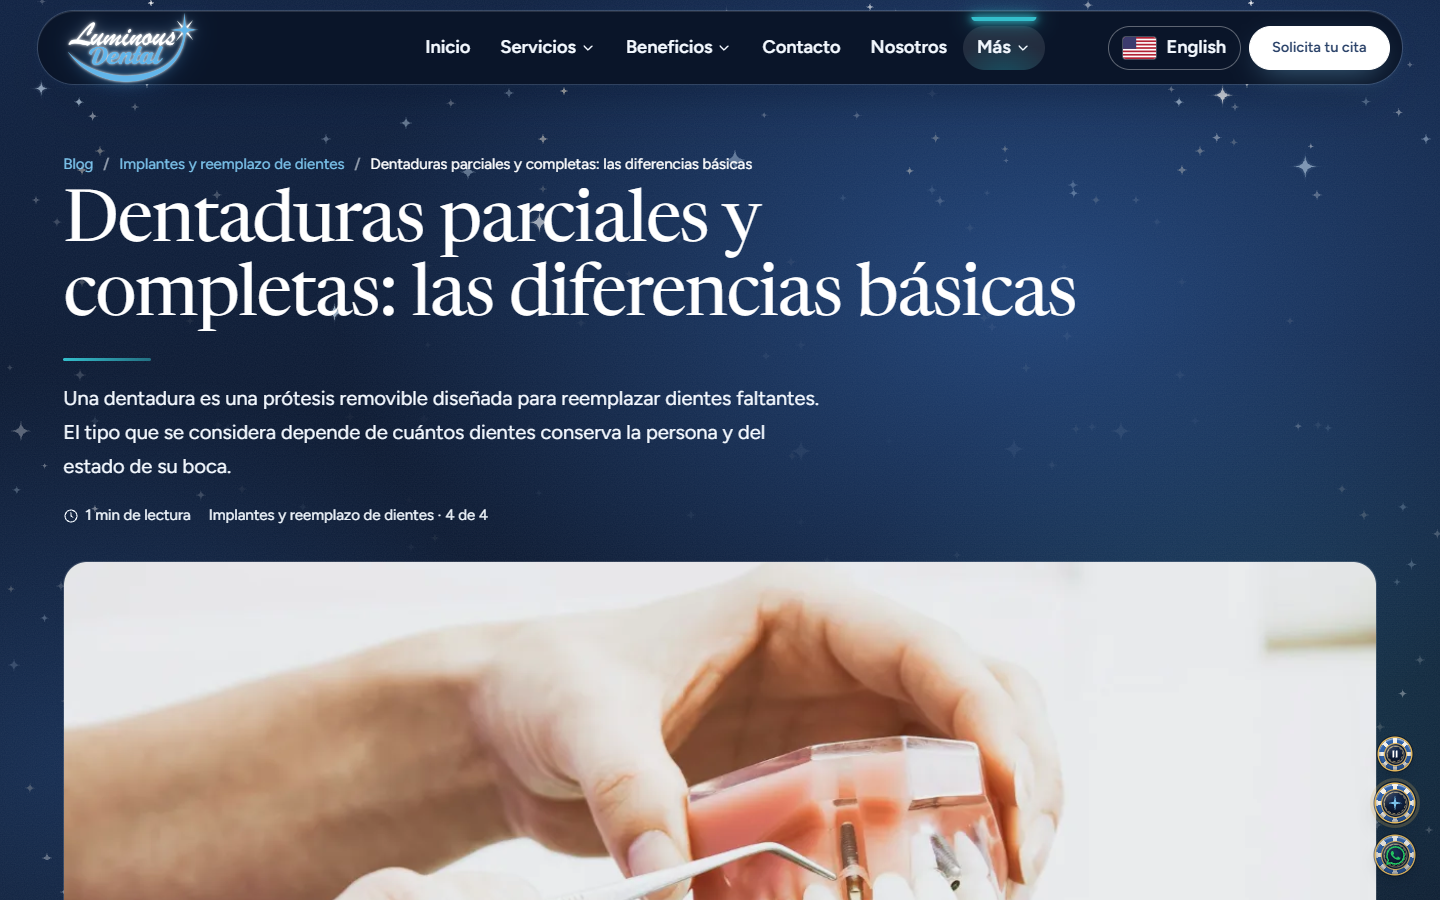 Luminous
Dental
Inicio
Servicios
Beneficios
Contacto
Nosotros
Más
English
Solicita tu cita
Blog / Implantes y reemplazo de dientes / Dentaduras parciales y completas: las diferencias básicas
Dentaduras parciales y
completas: las diferencias básicas
Una dentadura es una prótesis removible diseñada para reemplazar dientes faltantes.
El tipo que se considera depende de cuántos dientes conserva la persona y del
estado de su boca.
1 min de lectura
Implantes y reemplazo de dientes · 4 de 4